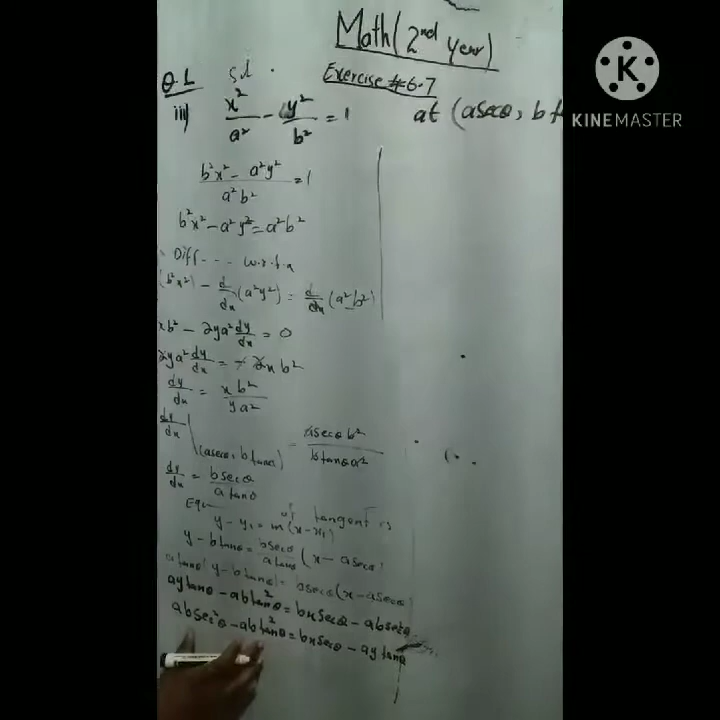 Math (2nd year)
Exercise #6.7
Q.1 Sol.
iii) x²/a² - y²/b² = 1 at (asecθ, b
K
KINEMASTER
(b²x² - a²y²)/(a²b²) = 1
b²x² - a²y² = a²b²
Diff - - - w.r.t.x
(b²x²) - d/dx (a²y²) = d/dx (a²b²)
xb² - 2ya² dy/dx = 0
2ya² dy/dx = -2xb²
dy/dx = xb²/ya²
dy/dx |(asecθ, btanθ) = asecθ b²/btanθ a²
dy/dx = bsecθ/atanθ
Equ of tangent is
y - y₁ = m(x - x₁)
y - btanθ = bsecθ/atanθ (x - asecθ)
atanθ(y - btanθ) = bsecθ(x - asecθ)
aytanθ - abtan²θ = bxsecθ - absec²θ
absec²θ - abtan²θ = bxsecθ - aytanθ